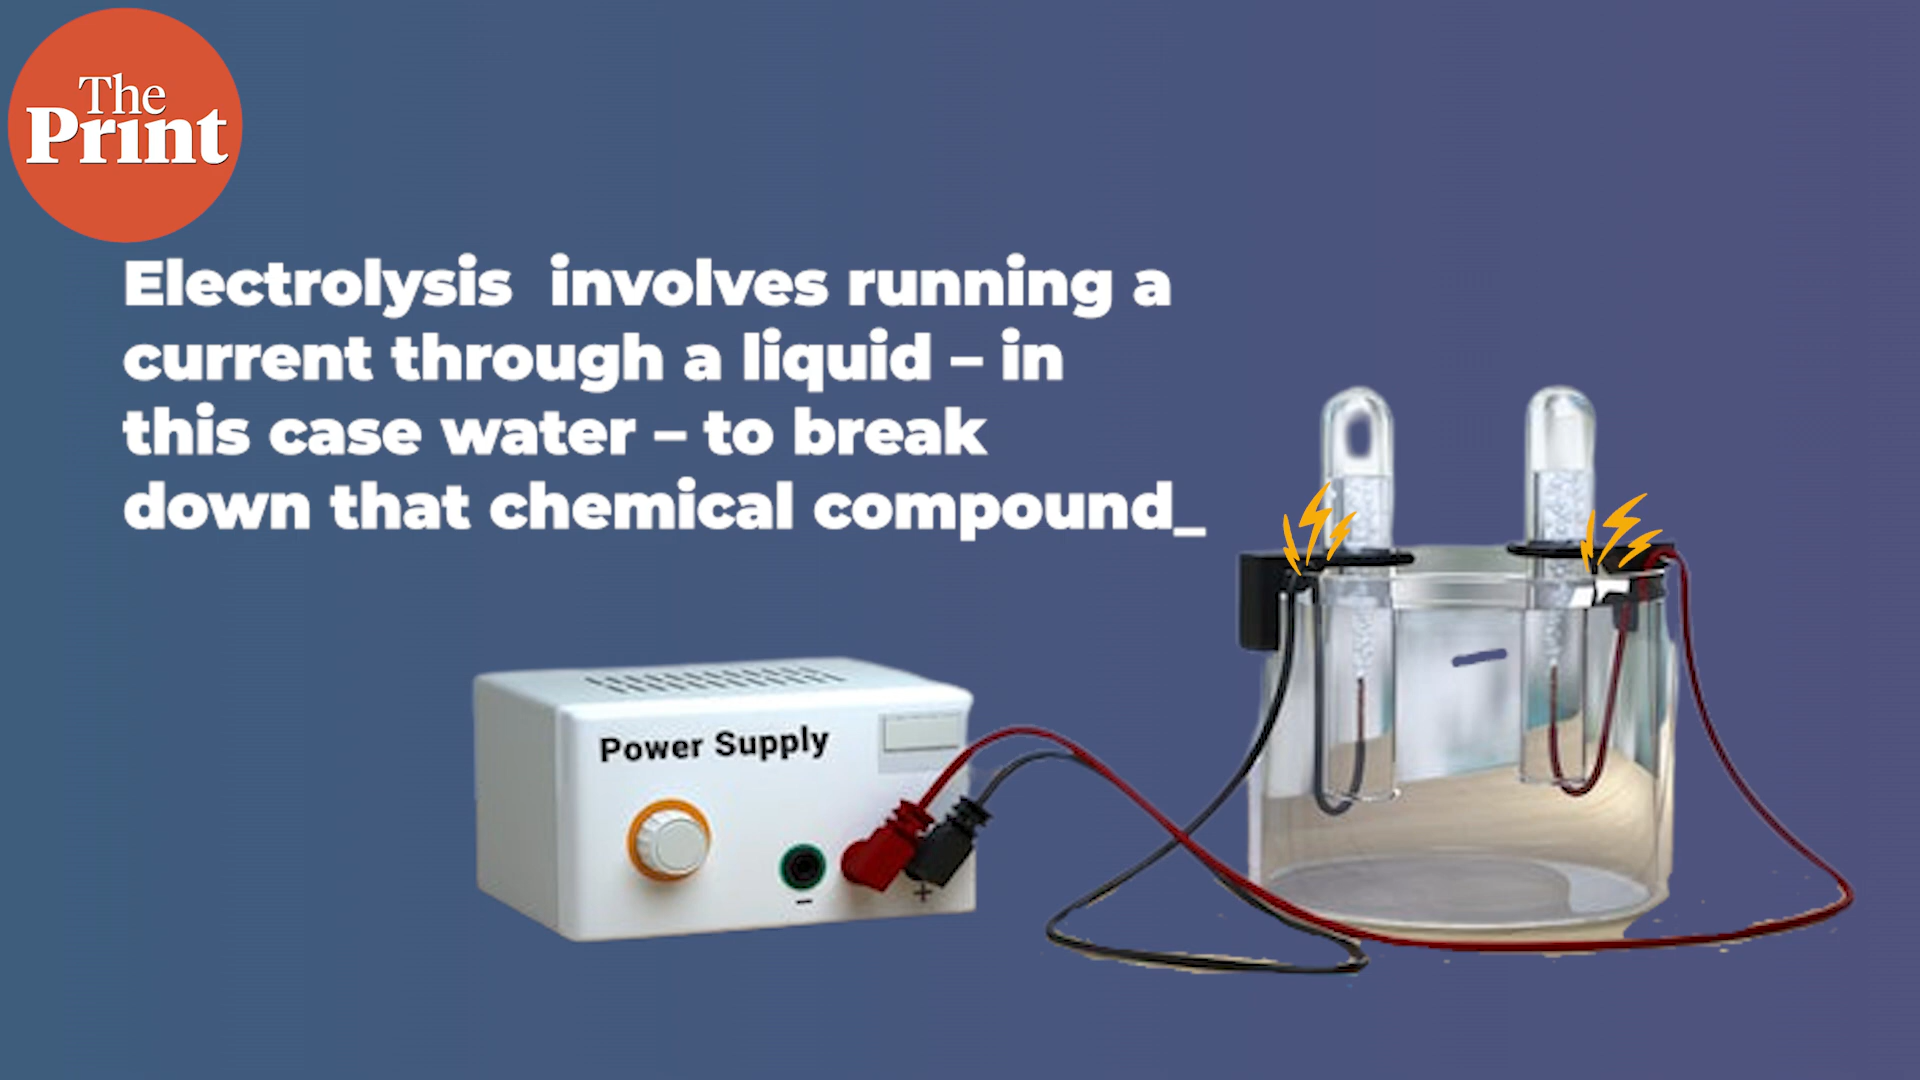 The
Print
Electrolysis  involves running a
current through a liquid – in
this case water – to break
down that chemical compound_
Power Supply
–
+